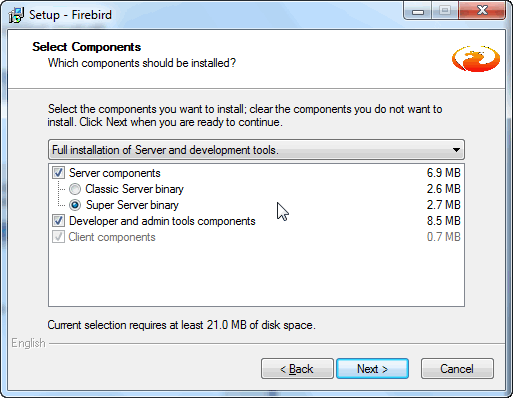 Setup - Firebird
Select Components
Which components should be installed?
Select the components you want to install; clear the components you do not want to
install. Click Next when you are ready to continue.
Full installation of Server and development tools.
Server components 6.9 MB
Classic Server binary 2.6 MB
Super Server binary 2.7 MB
Developer and admin tools components 8.5 MB
Client components 0.7 MB
Current selection requires at least 21.0 MB of disk space.
English
< Back Next > Cancel